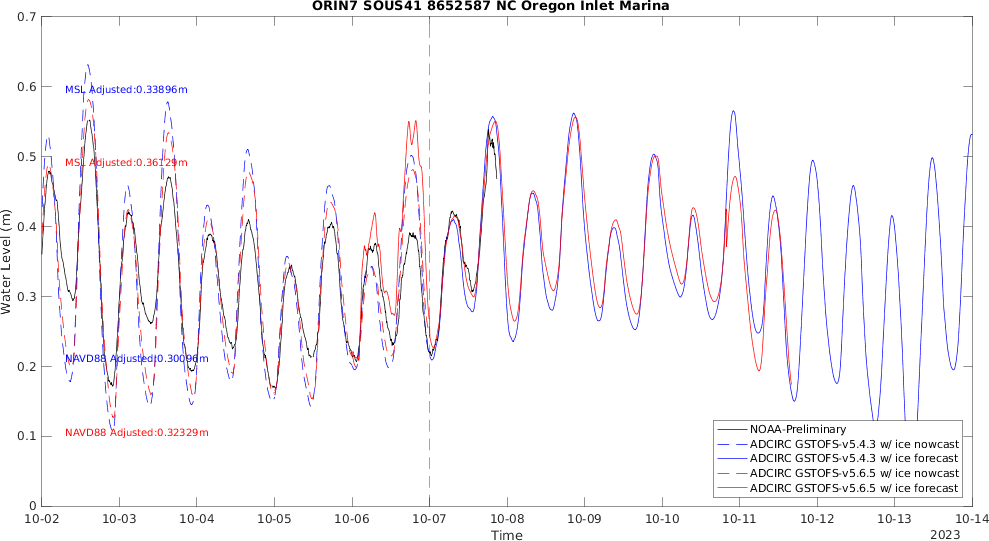 ORIN7 SOUS41 8652587 NC Oregon Inlet Marina
0.7
0.6
0.5
0.4
0.3
0.2
0.1
0
Water Level (m)
MSL Adjusted:0.33896m
MSL Adjusted:0.36129m
NAVD88 Adjusted:0.30096m
NAVD88 Adjusted:0.32329m
NOAA-Preliminary
ADCIRC GSTOFS-v5.4.3 w/ ice nowcast
ADCIRC GSTOFS-v5.4.3 w/ ice forecast
ADCIRC GSTOFS-v5.6.5 w/ ice nowcast
ADCIRC GSTOFS-v5.6.5 w/ ice forecast
10-02 10-03 10-04 10-05 10-06 10-07 10-08 10-09 10-10 10-11 10-12 10-13 10-14
Time
2023